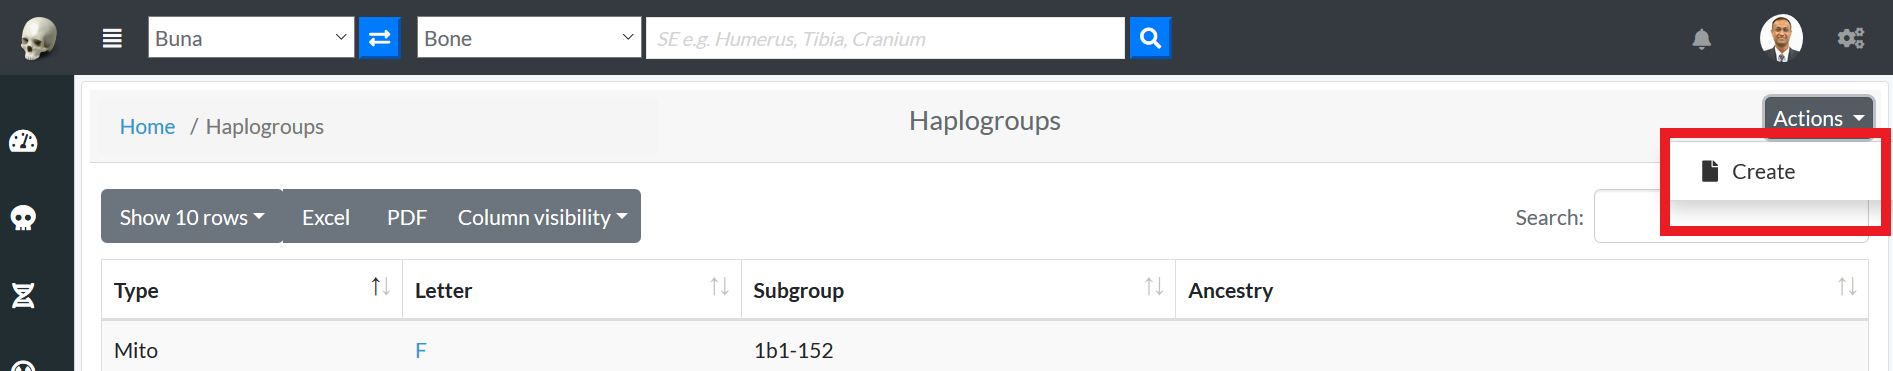 Buna Bone SE e.g. Humerus, Tibia, Cranium
Home / Haplogroups Haplogroups Actions
Create
Show 10 rows Excel PDF Column visibility Search:
Type Letter Subgroup Ancestry
Mito F 1b1-152